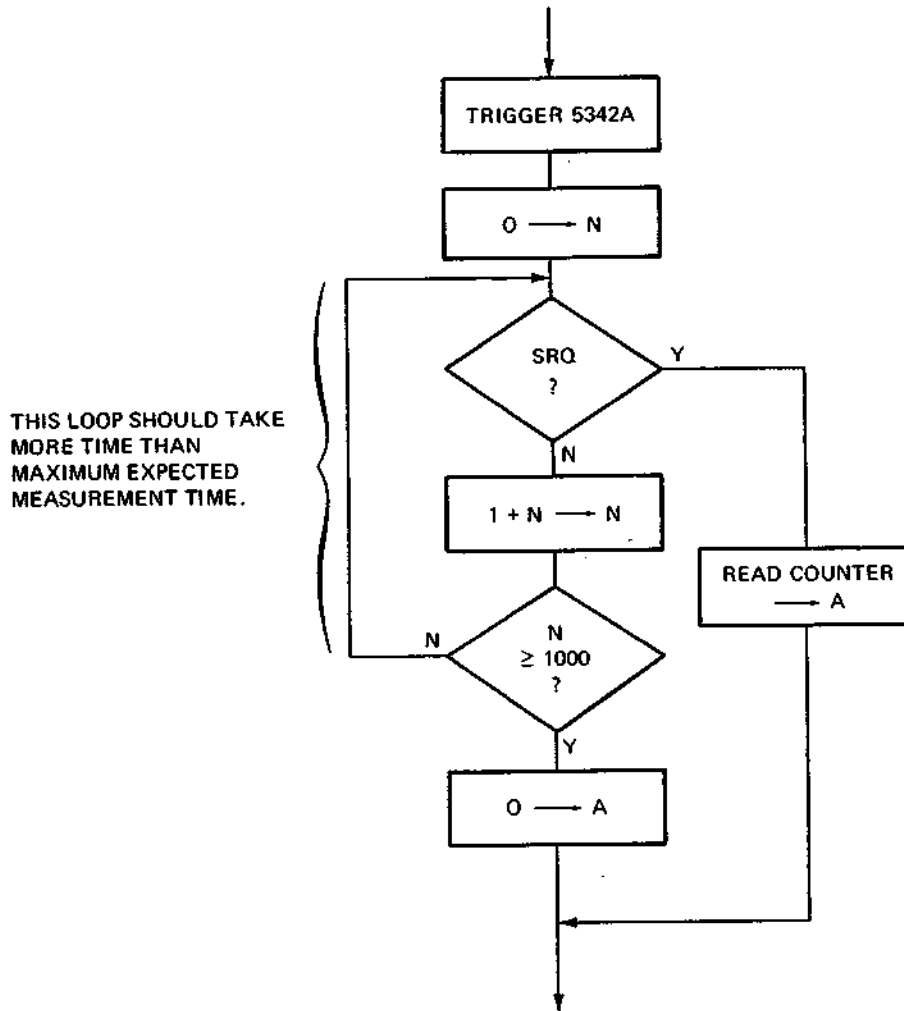 TRIGGER 5342A
O → N
SRQ
?
Y
N
THIS LOOP SHOULD TAKE
MORE TIME THAN
MAXIMUM EXPECTED
MEASUREMENT TIME.
1 + N → N
READ COUNTER
→ A
N
N
≥ 1000
?
Y
O → A